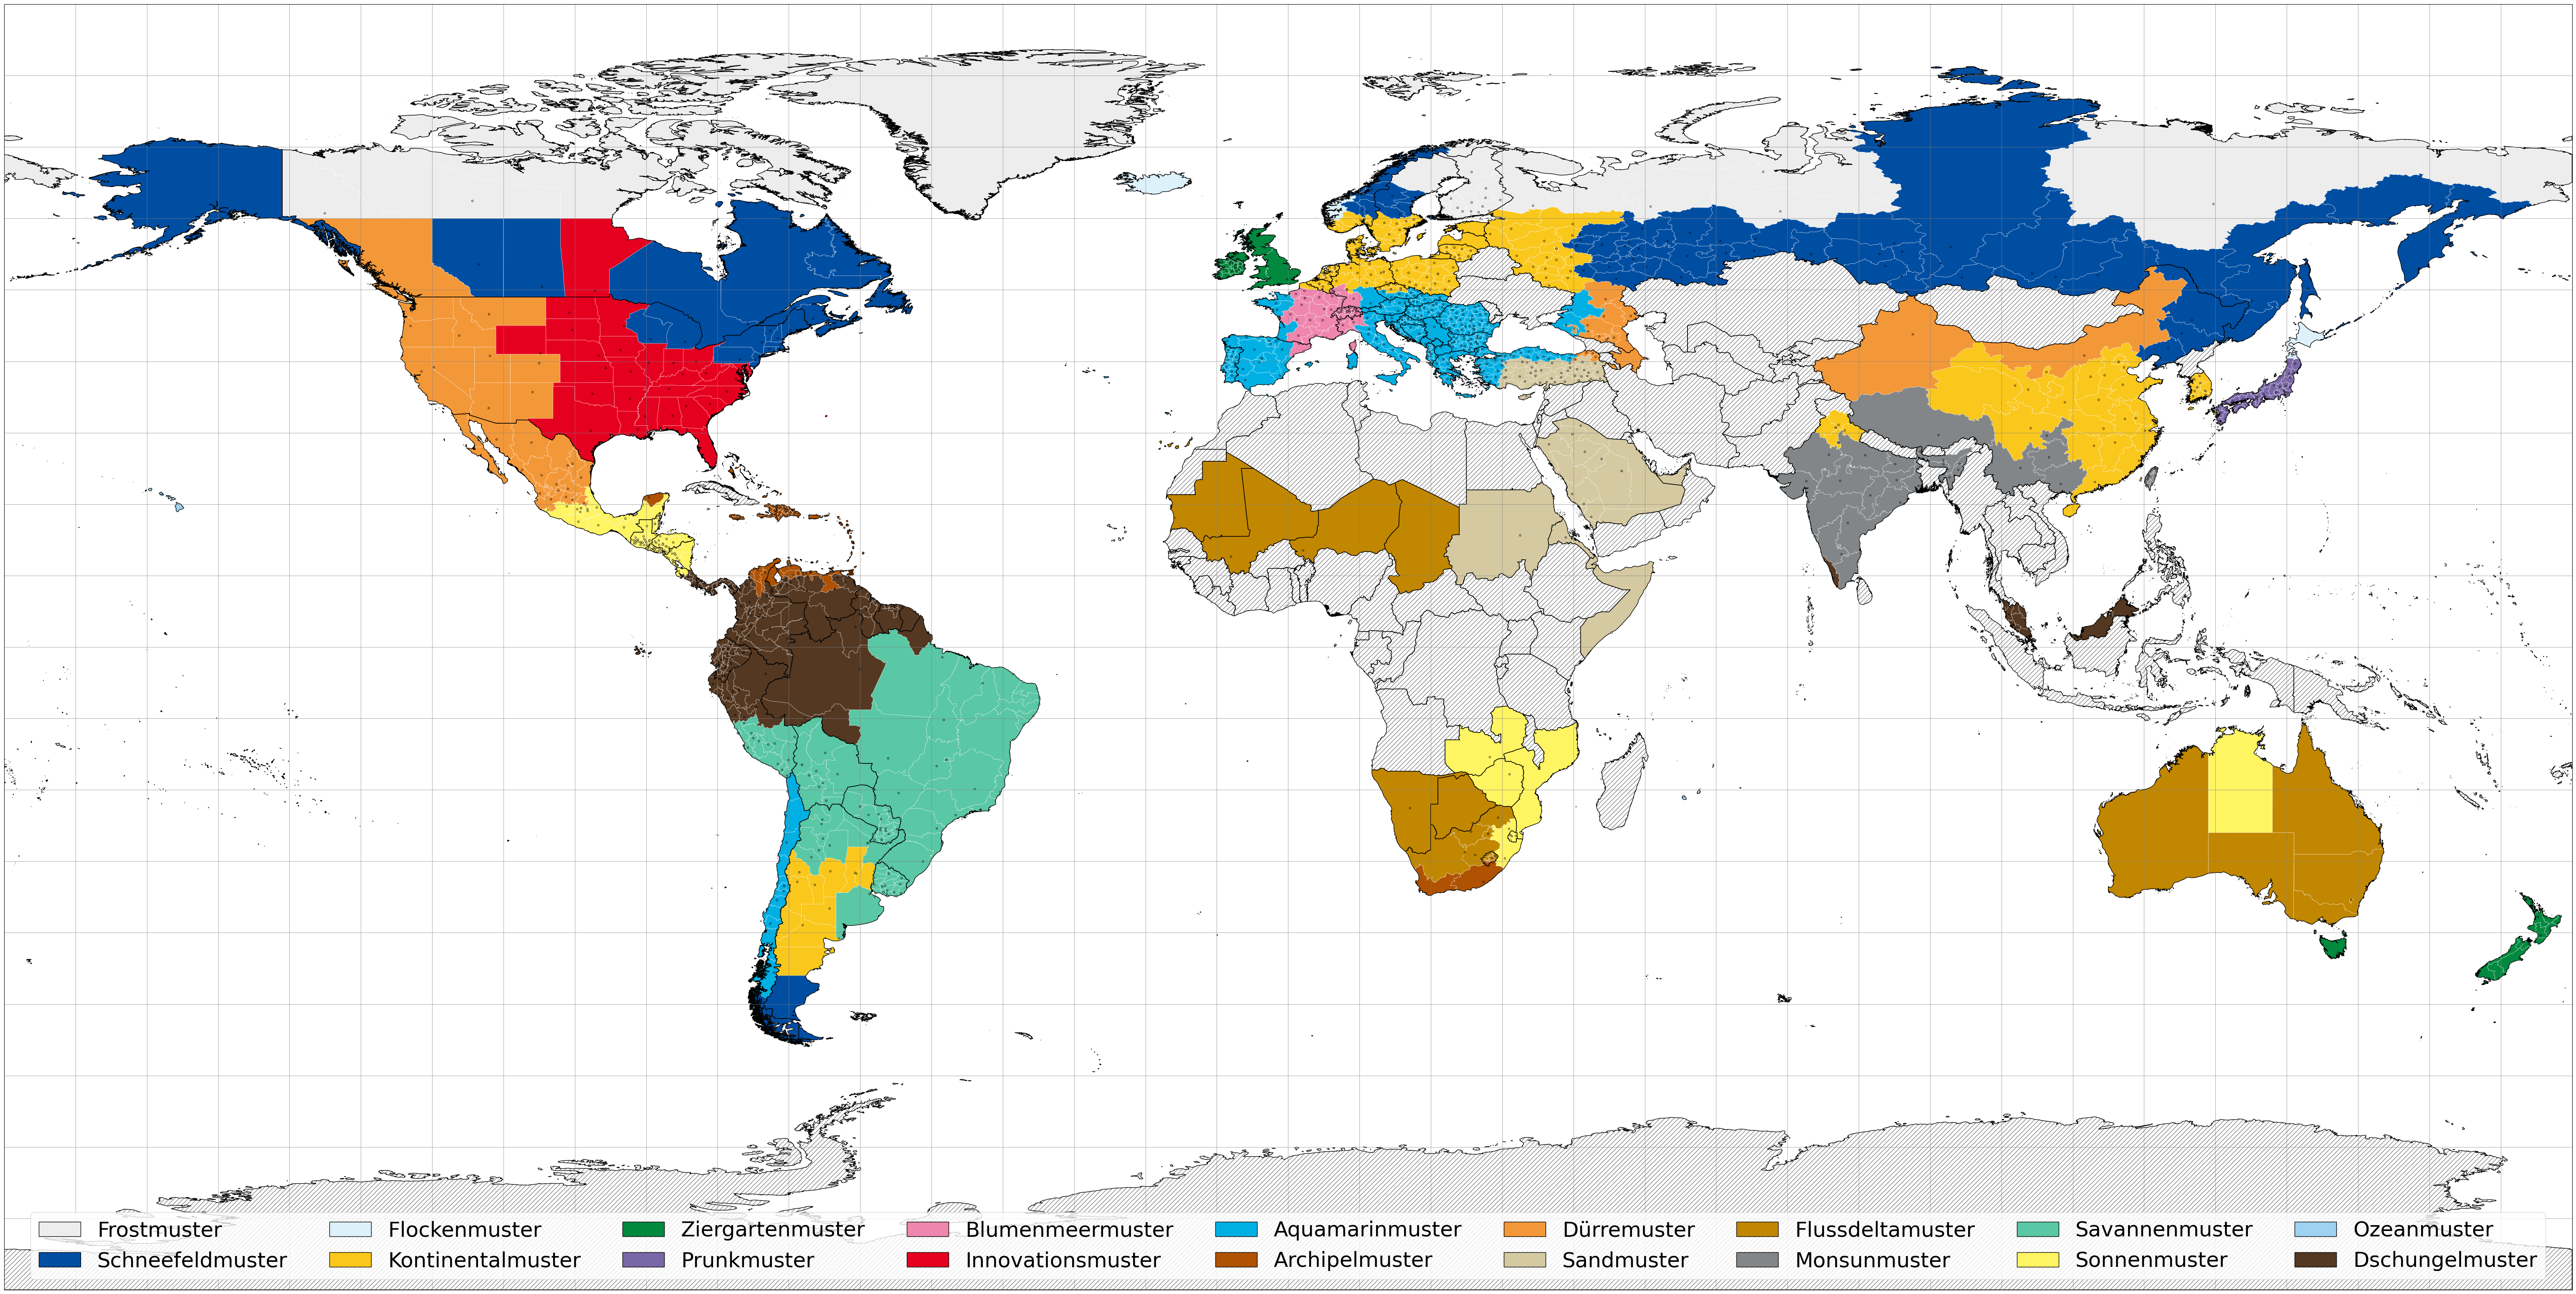 Frostmuster Flockenmuster Ziergartenmuster Blumenmeermuster Aquamarinmuster Dürremuster Flussdeltamuster Savannenmuster Ozeanmuster
Schneefeldmuster Kontinentalmuster Prunkmuster Innovationsmuster Archipelmuster Sandmuster Monsunmuster Sonnenmuster Dschungelmuster